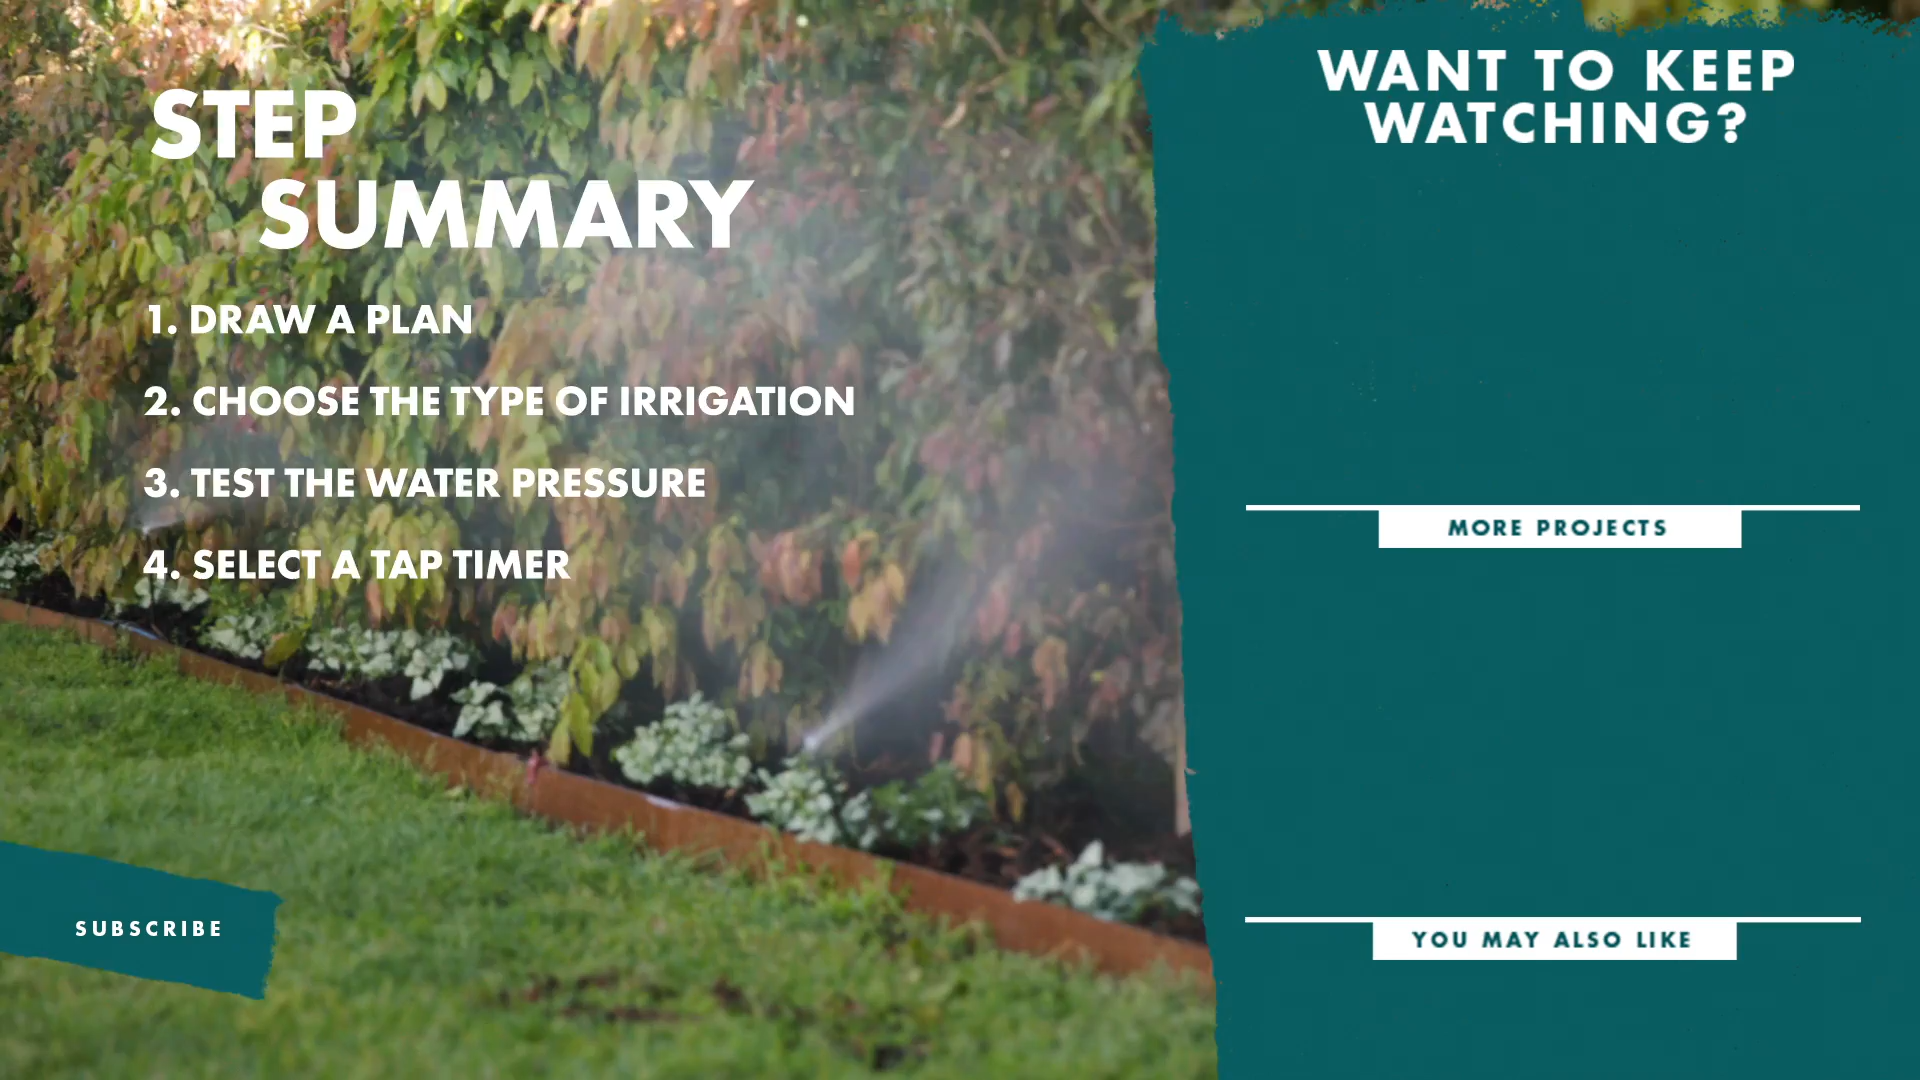 STEP
SUMMARY
1. DRAW A PLAN
2. CHOOSE THE TYPE OF IRRIGATION
3. TEST THE WATER PRESSURE
4. SELECT A TAP TIMER
SUBSCRIBE
WANT TO KEEP
WATCHING?
MORE PROJECTS
YOU MAY ALSO LIKE